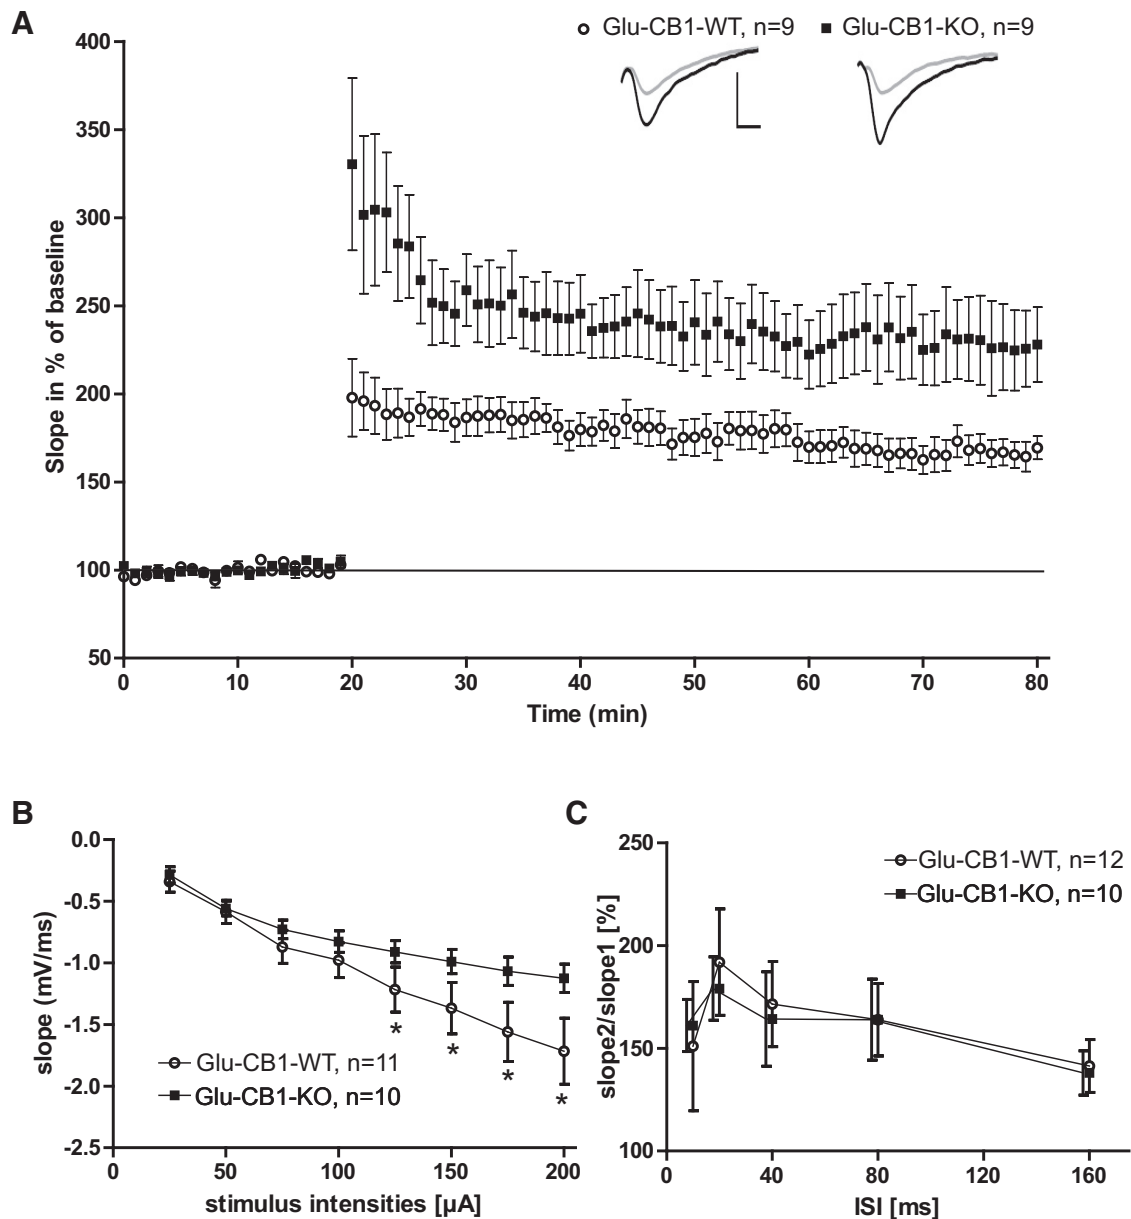 A
Glu-CB1-WT, n=9
Glu-CB1-KO, n=9
400
350
300
250
200
150
100
50
Slope in % of baseline
0 10 20 30 40 50 60 70 80
Time (min)
B
0.0
-0.5
-1.0
-1.5
-2.0
-2.5
slope (mV/ms)
* * * *
Glu-CB1-WT, n=11
Glu-CB1-KO, n=10
0 50 100 150 200
stimulus intensities [µA]
C
250
200
150
100
slope2/slope1 [%]
Glu-CB1-WT, n=12
Glu-CB1-KO, n=10
0 40 80 120 160
ISI [ms]